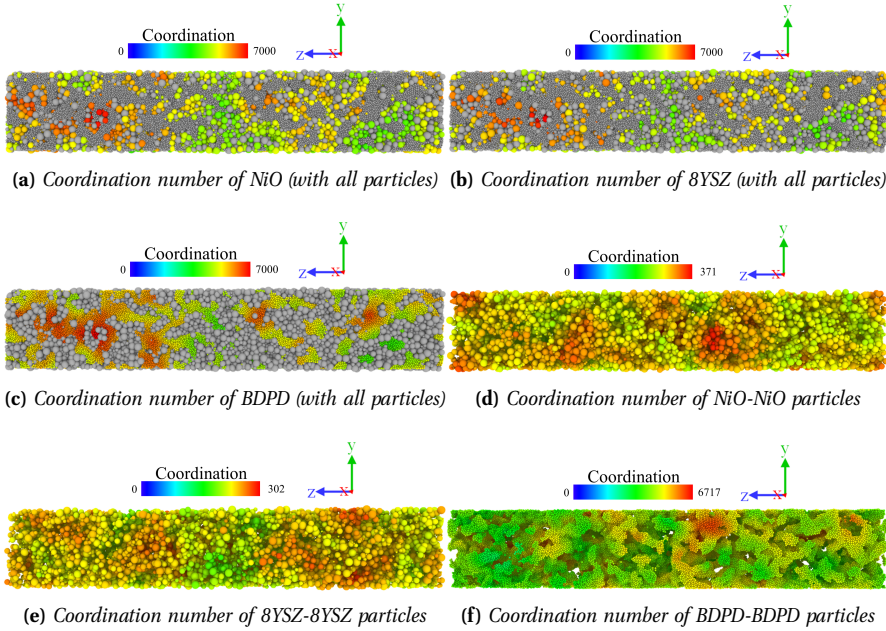 y
Coordination
0 7000
z x
y
Coordination
0 7000
z x
(a) Coordination number of NiO (with all particles)
(b) Coordination number of 8YSZ (with all particles)
y
Coordination
0 7000
z x
y
Coordination
0 371
z x
(c) Coordination number of BDPD (with all particles)
(d) Coordination number of NiO-NiO particles
y
Coordination
0 302
z x
y
Coordination
0 6717
z x
(e) Coordination number of 8YSZ-8YSZ particles
(f) Coordination number of BDPD-BDPD particles